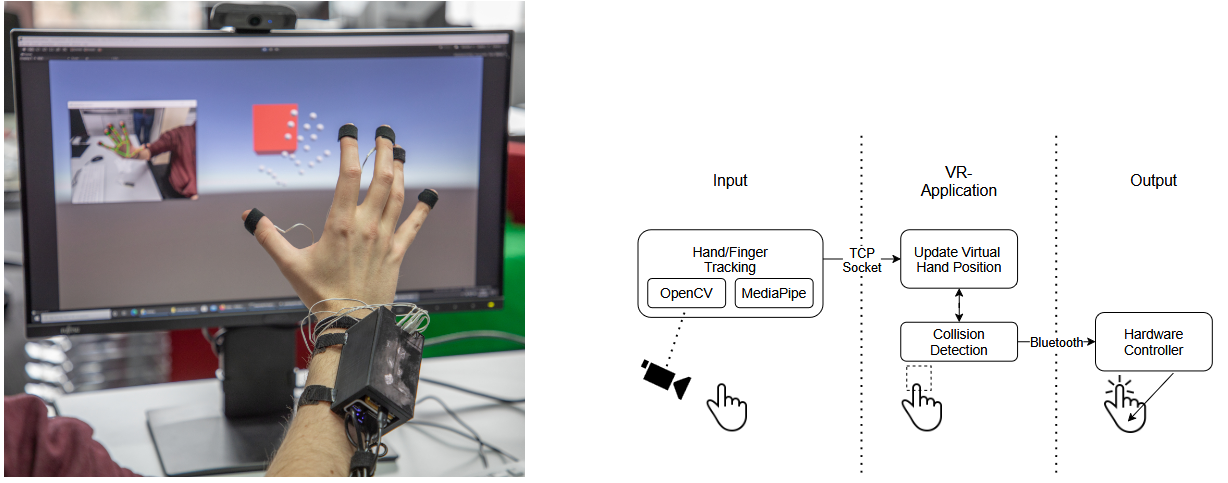 FUJITSU
Input
VR-
Application
Output
Hand/Finger
Tracking
OpenCV
MediaPipe
TCP
Socket
Update Virtual
Hand Position
Collision
Detection
Bluetooth
Hardware
Controller